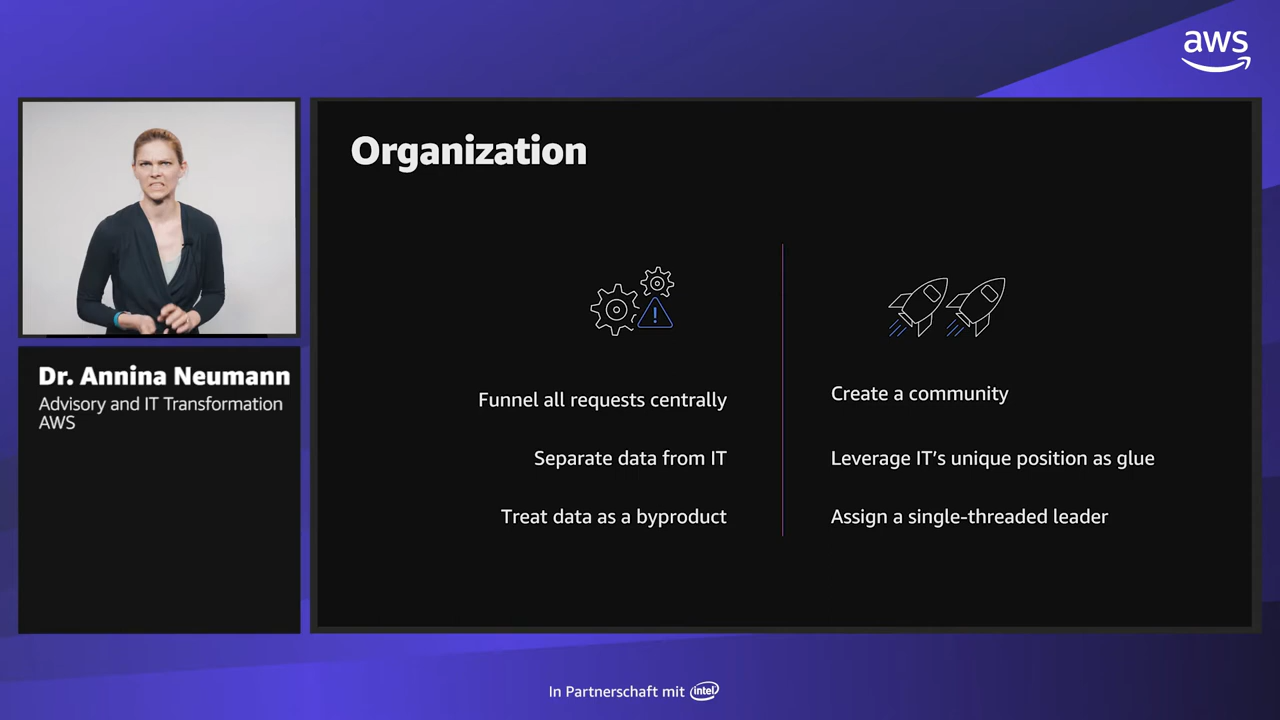 aws
Organization
Dr. Annina Neumann
Advisory and IT Transformation
AWS
Funnel all requests centrally
Separate data from IT
Treat data as a byproduct
Create a community
Leverage IT's unique position as glue
Assign a single-threaded leader
In Partnerschaft mit intel